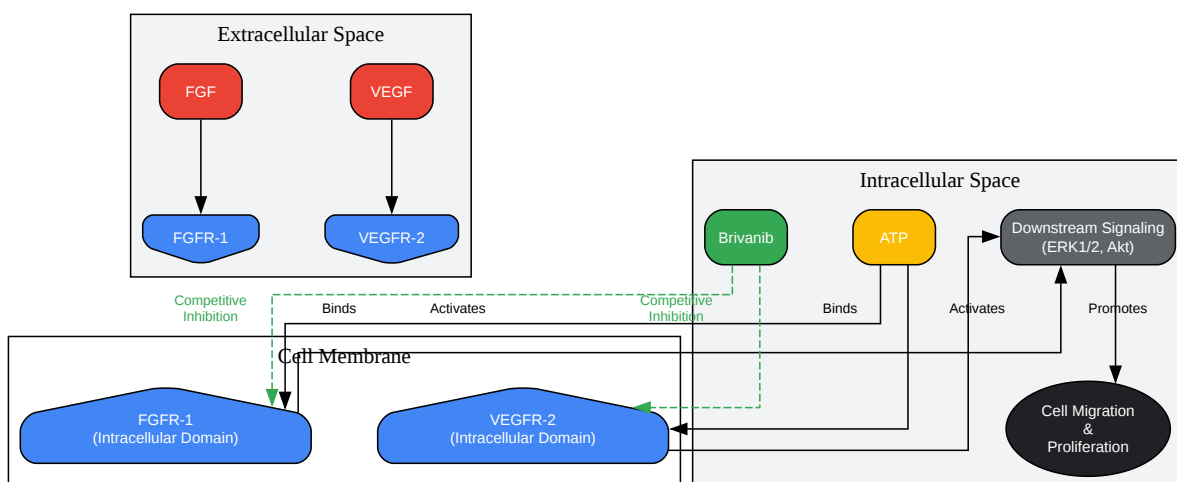 Extracellular Space
FGF
VEGF
FGFR-1
VEGFR-2
Intracellular Space
Brivanib
ATP
Downstream Signaling
(ERK1/2, Akt)
Competitive
Inhibition
Binds
Activates
Competitive
Inhibition
Binds
Activates
Promotes
Cell Membrane
FGFR-1
(Intracellular Domain)
VEGFR-2
(Intracellular Domain)
Cell Migration
&
Proliferation